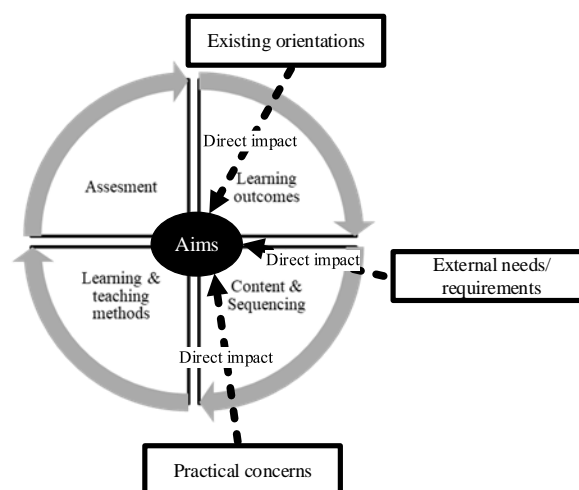 Existing orientations
Direct impact
Assesment
Learning
outcomes
Aims
Direct impact
External needs/
requirements
Learning &
teaching
methods
Content &
Sequencing
Direct impact
Practical concerns